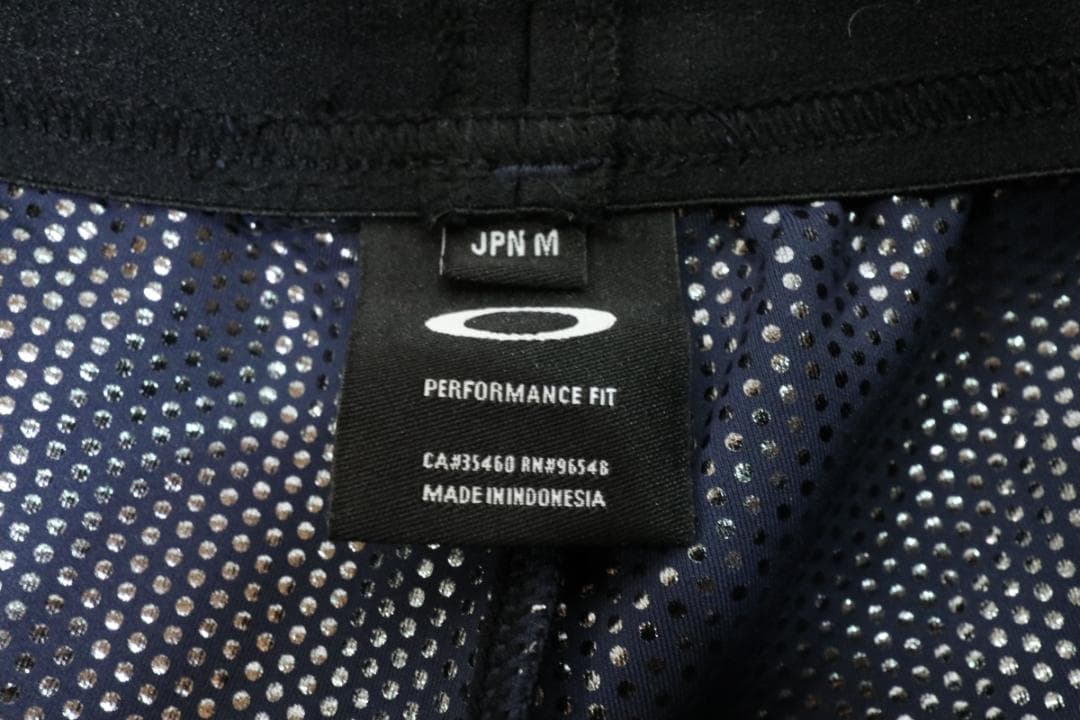 JPN M
PERFORMANCE FIT
CA#35460 RN#96548
MADE IN INDONESIA